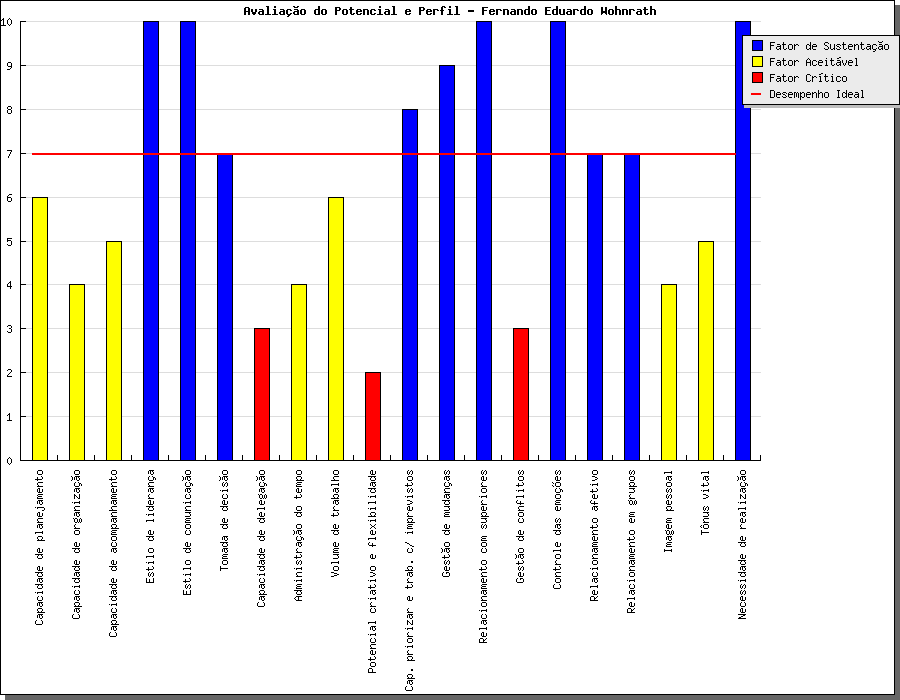 Avaliação do Potencial e Perfil - Fernando Eduardo Wohnrath
10
9
8
7
6
5
4
3
2
1
0
Fator de Sustentação
Fator Aceitável
Fator Crítico
Desempenho Ideal
Capacidade de planejamento
Capacidade de organização
Capacidade de acompanhamento
Estilo de liderança
Estilo de comunicação
Tomada de decisão
Capacidade de delegação
Administração do tempo
Volume de trabalho
Potencial criativo e flexibilidade
Cap. priorizar e trab. c/ imprevistos
Gestão de mudanças
Relacionamento com superiores
Gestão de conflitos
Controle das emoções
Relacionamento afetivo
Relacionamento em grupos
Imagem pessoal
Tônus vital
Necessidade de realização